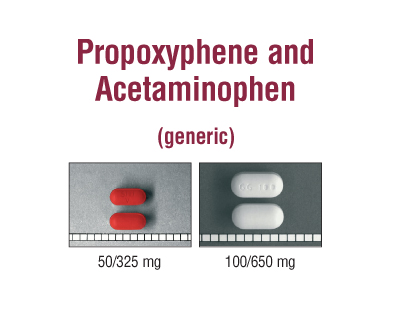 Propoxyphene and
Acetaminophen
(generic)
50/325 mg
100/650 mg